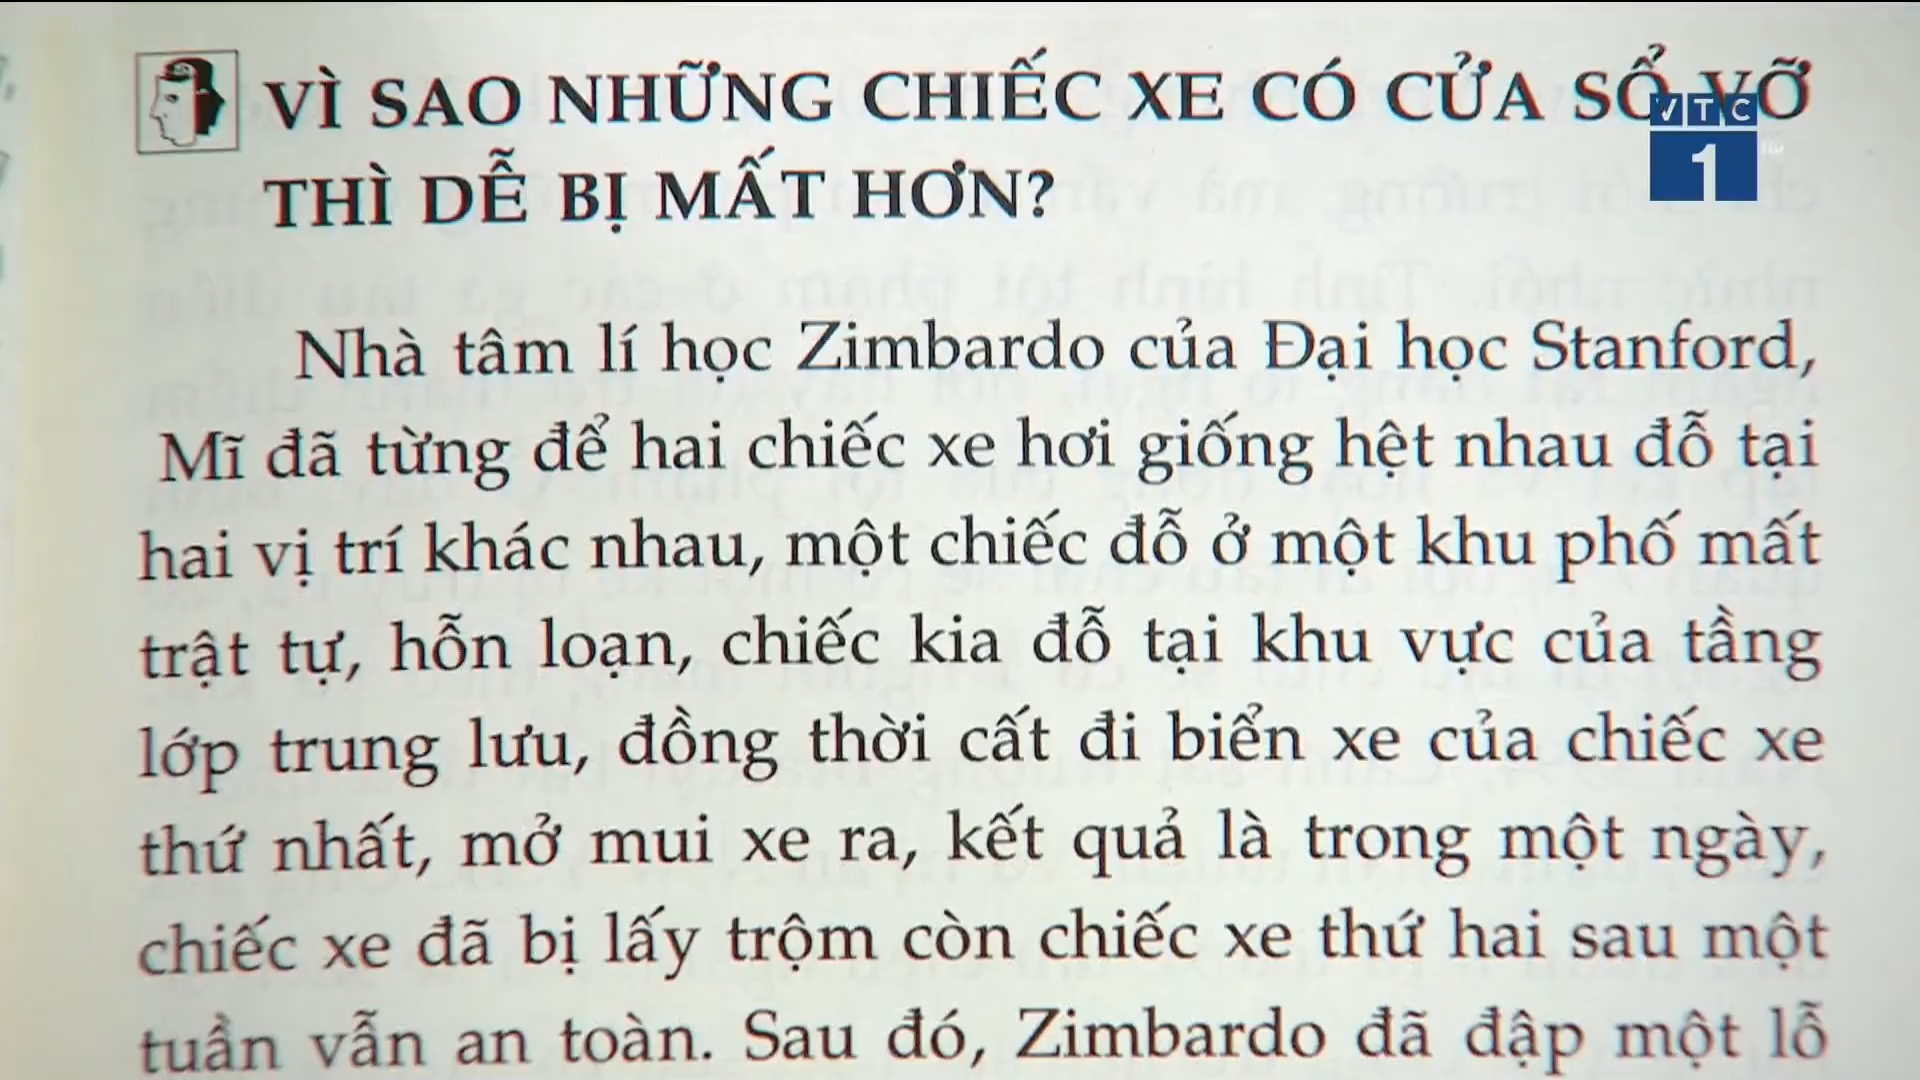 VÌ SAO NHỮNG CHIẾC XE CÓ CỬA SỔ VỠ
THÌ DỄ BỊ MẤT HƠN?
VTC
1
Nhà tâm lí học Zimbardo của Đại học Stanford,
Mĩ đã từng để hai chiếc xe hơi giống hệt nhau đỗ tại
hai vị trí khác nhau, một chiếc đỗ ở một khu phố mất
trật tự, hỗn loạn, chiếc kia đỗ tại khu vực của tầng
lớp trung lưu, đồng thời cất đi biển xe của chiếc xe
thứ nhất, mở mui xe ra, kết quả là trong một ngày,
chiếc xe đã bị lấy trộm còn chiếc xe thứ hai sau một
tuần vẫn an toàn. Sau đó, Zimbardo đã đập một lỗ